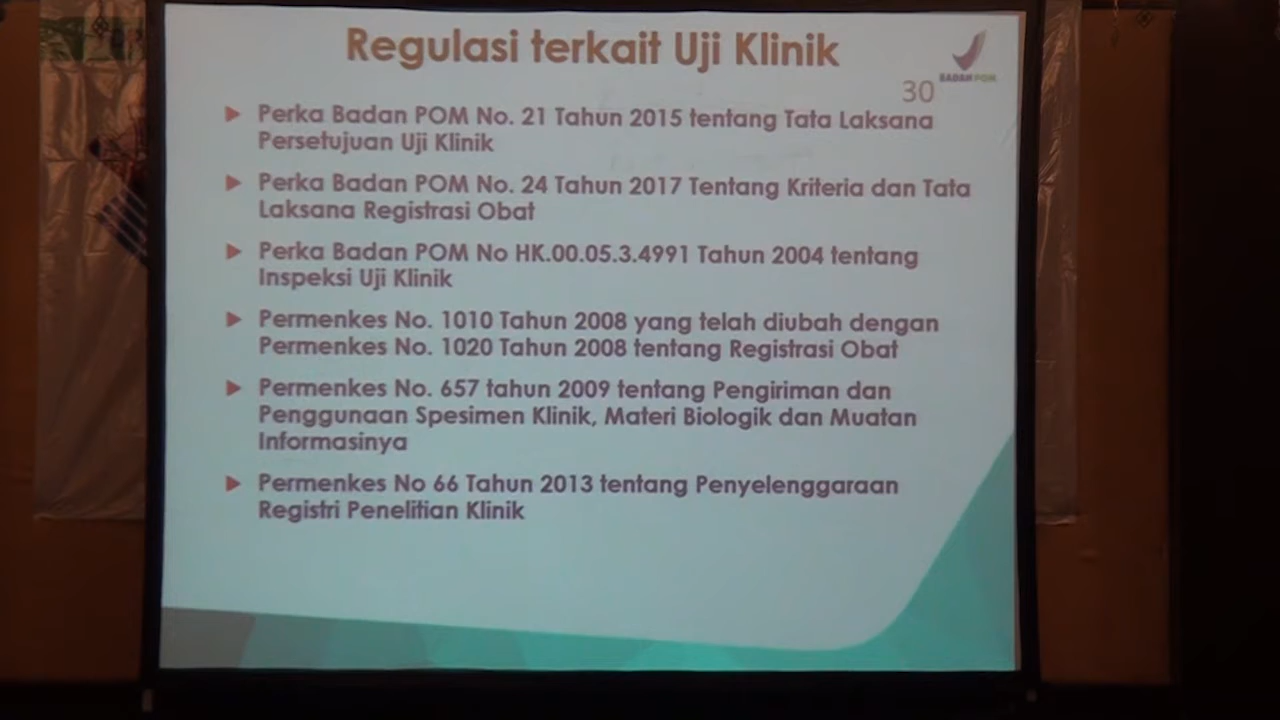 Regulasi terkait Uji Klinik
BADAN POM
30
Perka Badan POM No. 21 Tahun 2015 tentang Tata Laksana
Persetujuan Uji Klinik
Perka Badan POM No. 24 Tahun 2017 Tentang Kriteria dan Tata
Laksana Registrasi Obat
Perka Badan POM No HK.00.05.3.4991 Tahun 2004 tentang
Inspeksi Uji Klinik
Permenkes No. 1010 Tahun 2008 yang telah diubah dengan
Permenkes No. 1020 Tahun 2008 tentang Registrasi Obat
Permenkes No. 657 tahun 2009 tentang Pengiriman dan
Penggunaan Spesimen Klinik, Materi Biologik dan Muatan
Informasinya
Permenkes No 66 Tahun 2013 tentang Penyelenggaraan
Registri Penelitian Klinik